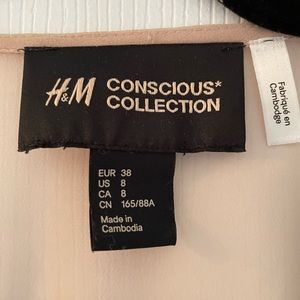 H&M CONSCIOUS*
COLLECTION
EUR 38
US 8
CA 8
CN 165/88A
Made in
Cambodia
Fabriqué en
Cambodge